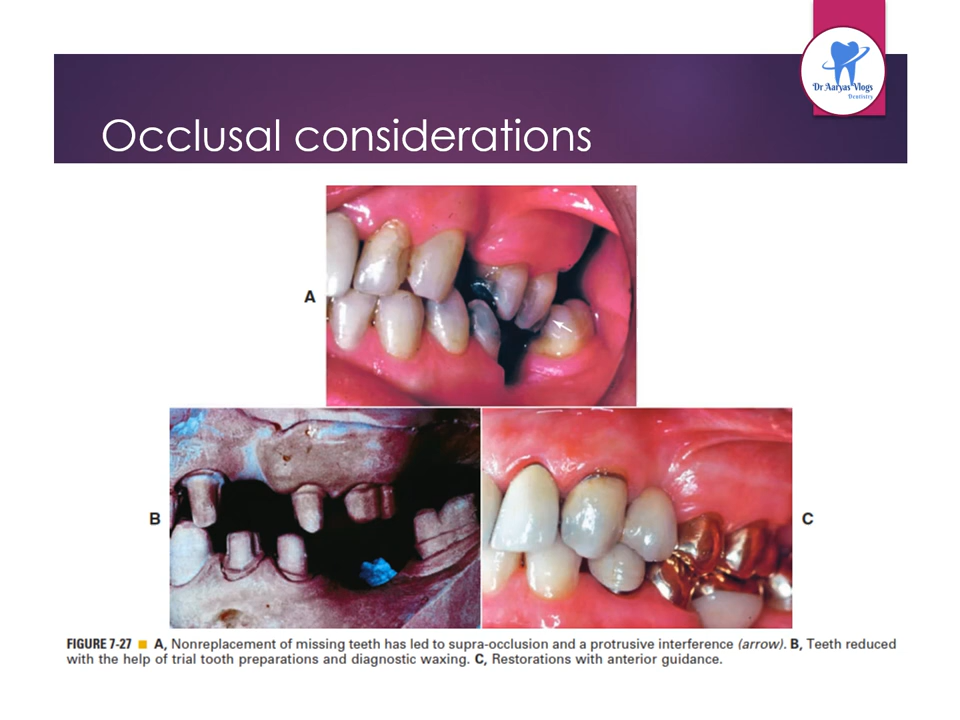 Dr Aaryas Vlogs
Dentistry
Occlusal considerations
A
B
C
FIGURE 7-27 ■ A, Nonreplacement of missing teeth has led to supra-occlusion and a protrusive interference (arrow). B, Teeth reduced
with the help of trial tooth preparations and diagnostic waxing. C, Restorations with anterior guidance.